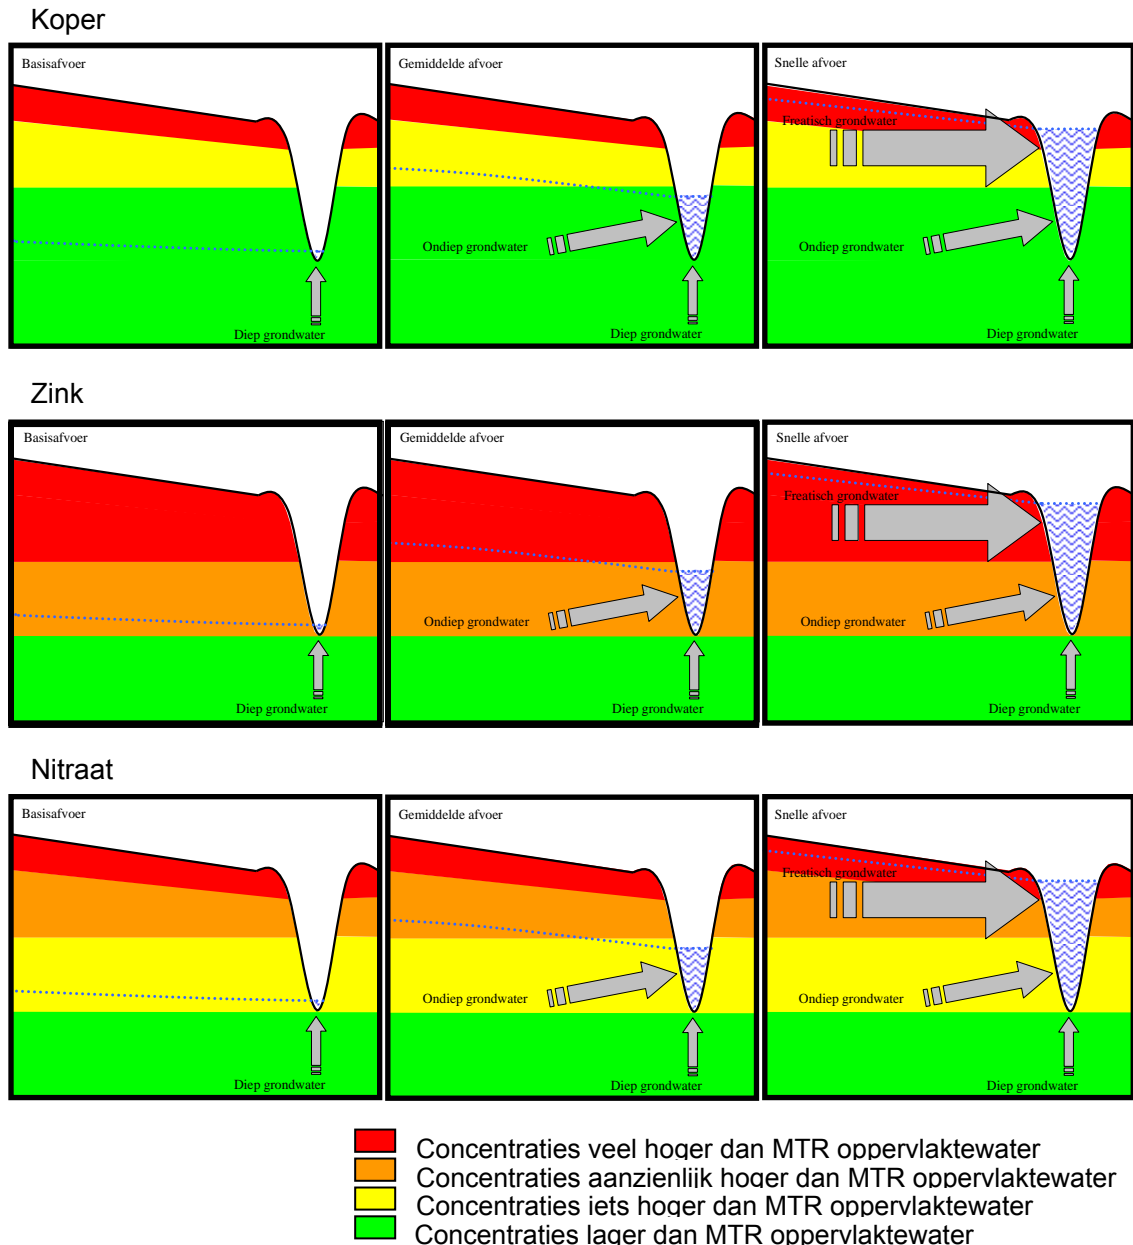 Koper
Basisafvoer
Gemiddelde afvoer
Snelle afvoer
Freatisch grondwater
Ondiep grondwater
Ondiep grondwater
Diep grondwater
Diep grondwater
Diep grondwater
Zink
Basisafvoer
Gemiddelde afvoer
Snelle afvoer
Freatisch grondwater
Ondiep grondwater
Ondiep grondwater
Diep grondwater
Diep grondwater
Diep grondwater
Nitraat
Basisafvoer
Gemiddelde afvoer
Snelle afvoer
Freatisch grondwater
Ondiep grondwater
Ondiep grondwater
Diep grondwater
Diep grondwater
Diep grondwater
Concentraties veel hoger dan MTR oppervlaktewater
Concentraties aanzienlijk hoger dan MTR oppervlaktewater
Concentraties iets hoger dan MTR oppervlaktewater
Concentraties lager dan MTR oppervlaktewater